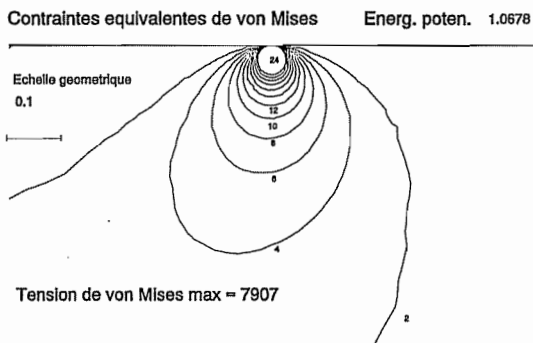 Contraintes equivalentes de von Mises Energ. poten. 1.0678
24
Echelle geometrique
0.1
12
10
8
6
4
Tension de von Mises max = 7907
2